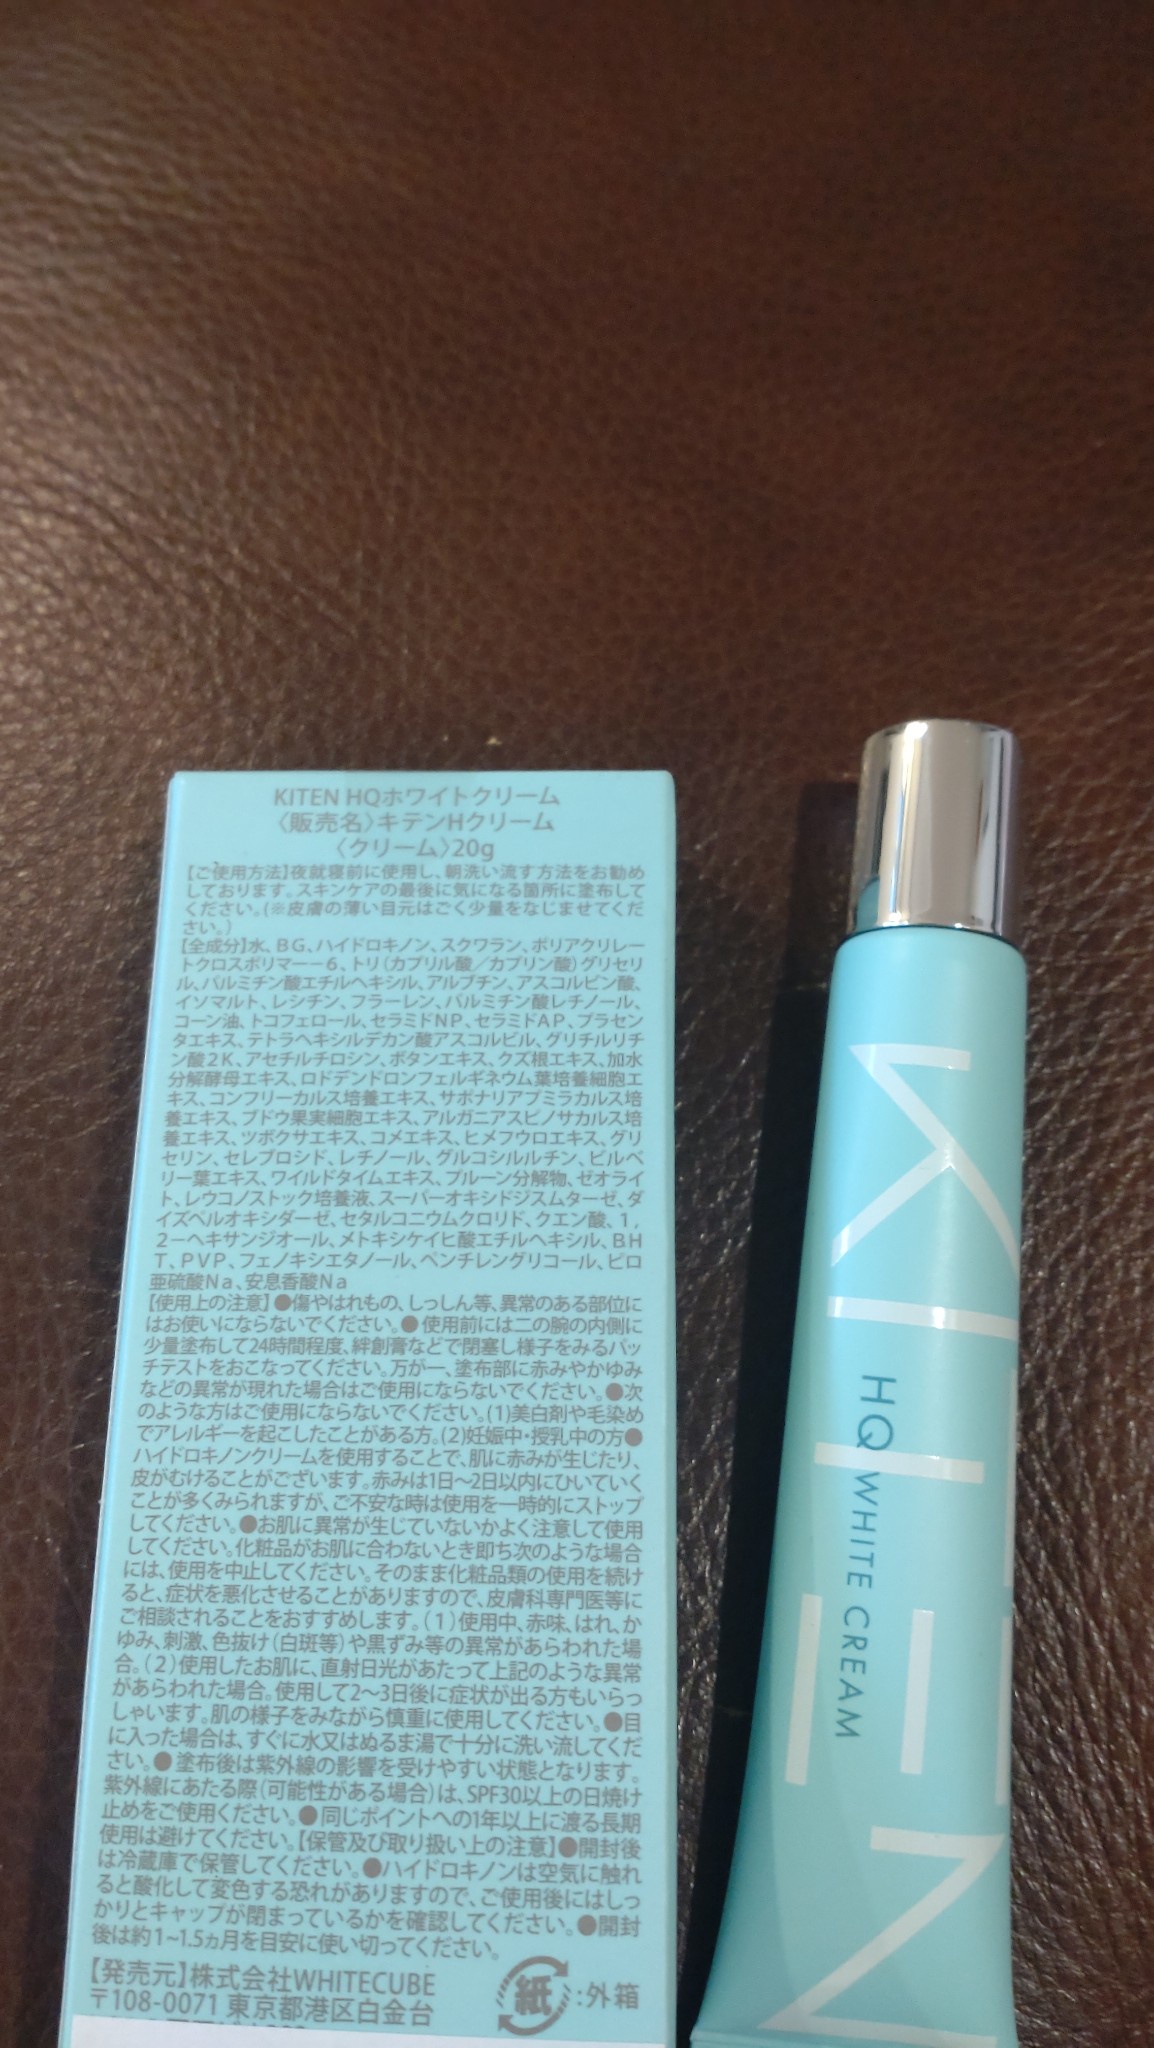 KITEN HQホワイトクリーム
〈販売名〉キテンHクリーム
〈クリーム〉20g
【ご使用方法】夜就寝前に使用し、朝洗い流す方法をお勧め
しております。スキンケアの最後に気になる箇所に塗布して
ください。(※皮膚の薄い目元はごく少量をなじませてくだ
さい。)
【全成分】水、BG、ハイドロキノン、スクワラン、ポリアクリレー
トクロスポリマー－6、トリ(カプリル酸／カプリン酸)グリセリ
ル、パルミチン酸エチルヘキシル、アルブチン、アスコルビン酸、
イソマルト、レシチン、フラーレン、パルミチン酸レチノール、
コーン油、トコフェロール、セラミドNP、セラミドAP、プラセン
タエキス、テトラヘキシルデカン酸アスコルビル、グリチルリチ
ン酸2K、アセチルチロシン、ボタンエキス、クズ根エキス、加水
分解酵母エキス、ロドデンドロンフェルギネウム葉培養細胞エ
キス、コンフリーカルス培養エキス、サポナリアプミラカルス培
養エキス、ブドウ果実細胞エキス、アルガニアスピノサカルス培
養エキス、ツボクサエキス、コメエキス、ヒメフウロエキス、グリ
セリン、セレブロシド、レチノール、グルコシルルチン、ビルベ
リー葉エキス、ワイルドタイムエキス、プルーン分解物、ゼオライ
ト、レウコノストック培養液、スーパーオキシドジスムターゼ、ダ
イズペルオキシダーゼ、セタルコニウムクロリド、クエン酸、1,
2－ヘキサンジオール、メトキシケイヒ酸エチルヘキシル、BH
T、PVP、フェノキシエタノール、ペンチレングリコール、ピロ
亜硫酸Na、安息香酸Na
【使用上の注意】●傷やはれもの、しっしん等、異常のある部位に
はお使いにならないでください。●使用前には二の腕の内側に
少量塗布して24時間程度、絆創膏などで閉塞し様子をみるパッ
チテストをおこなってください。万が一、塗布部に赤みやかゆみ
などの異常が現れた場合はご使用にならないでください。●次
のような方はご使用にならないでください。(1)美白剤や毛染め
でアレルギーを起こしたことがある方。(2)妊娠中・授乳中の方●
ハイドロキノンクリームを使用することで、肌に赤みが生じたり、
皮がむけることがございます。赤みは1日～2日以内にひいていく
ことが多くみられますが、ご不安な時は使用を一時的にストップ
してください。●お肌に異常が生じていないかよく注意して使用
してください。化粧品がお肌に合わないとき即ち次のような場合
には、使用を中止してください。そのまま化粧品類の使用を続け
ると、症状を悪化させることがありますので、皮膚科専門医等に
ご相談されることをおすすめします。(1)使用中、赤味、はれ、か
ゆみ、刺激、色抜け(白斑等)や黒ずみ等の異常があらわれた場
合。(2)使用したお肌に、直射日光があたって上記のような異常
があらわれた場合。使用して2～3日後に症状が出る方もいらっ
しゃいます。肌の様子をみながら慎重に使用してください。●目
に入った場合は、すぐに水又はぬるま湯で十分に洗い流してくだ
さい。●塗布後は紫外線の影響を受けやすい状態となります。
紫外線にあたる際(可能性がある場合)は、SPF30以上の日焼け
止めをご使用ください。●同じポイントへの1年以上に渡る長期
使用は避けてください。【保管及び取り扱い上の注意】●開封後
は冷蔵庫で保管してください。●ハイドロキノンは空気に触れ
ると酸化して変色する恐れがありますので、ご使用後にはしっ
かりとキャップが閉まっているかを確認してください。●開封
後は約1~1.5ヵ月を目安に使い切ってください。
【発売元】株式会社WHITECUBE
〒108-0071 東京都港区白金台
紙:外箱
KITEN
HQ WHITE CREAM